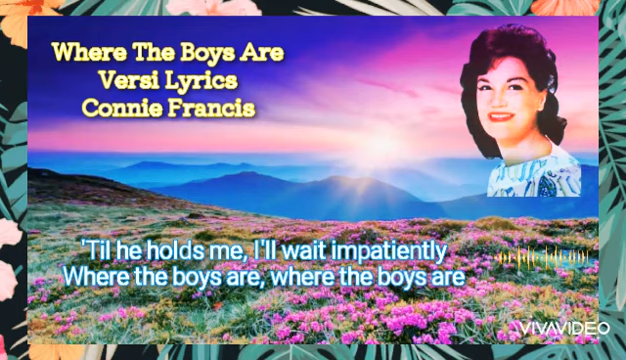 Where The Boys Are
Versi Lyrics
Connie Francis
'Til he holds me, I'll wait impatiently
Where the boys are, where the boys are
VIVAVIDEO